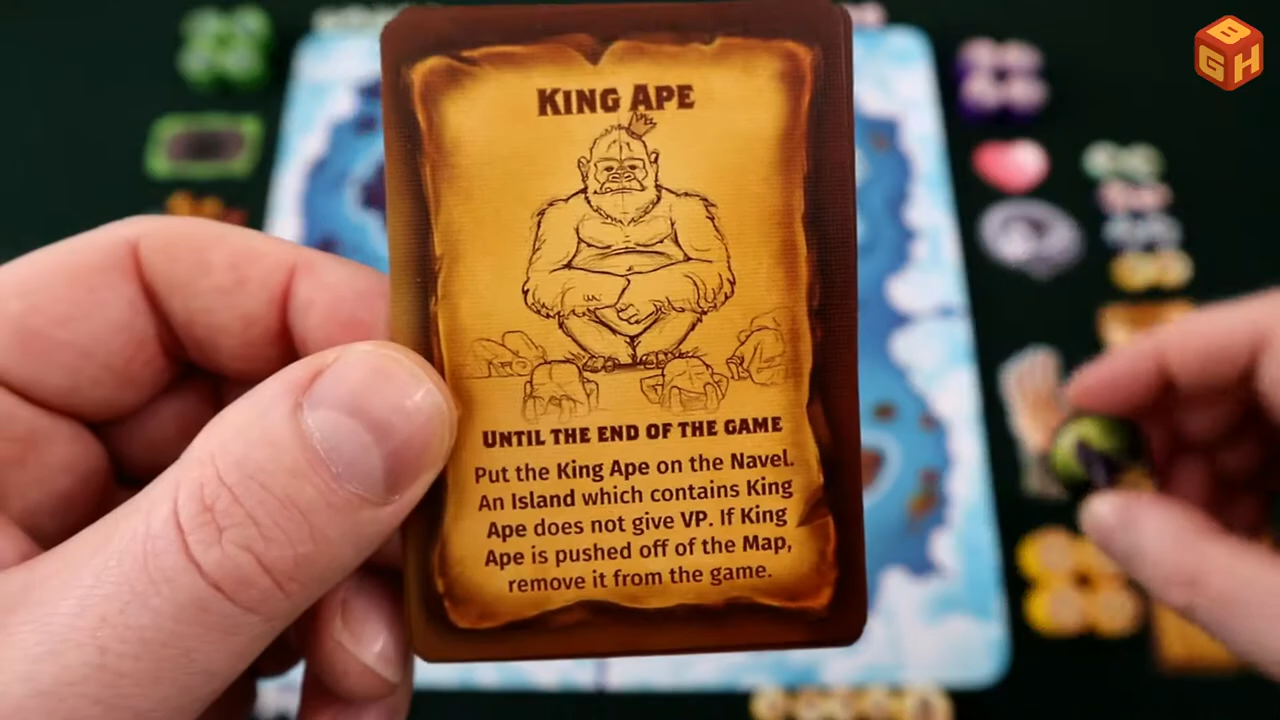 King Ape
Until the end of the game
Put the King Ape on the Navel.
An Island which contains King
Ape does not give VP. If King
Ape is pushed off of the Map,
remove it from the game.
B
G H